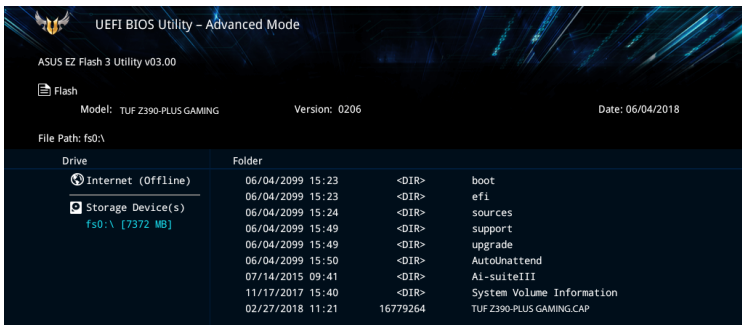 UEFI BIOS Utility – Advanced Mode
ASUS EZ Flash 3 Utility v03.00
Flash
Model: TUF Z390-PLUS GAMING Version: 0206 Date: 06/04/2018
File Path: fs0:\
Drive Folder
Internet (Offline) 06/04/2099 15:23 <DIR> boot
06/04/2099 15:23 <DIR> efi
Storage Device(s) 06/04/2099 15:24 <DIR> sources
fs0:\ [7372 MB] 06/04/2099 15:49 <DIR> support
06/04/2099 15:49 <DIR> upgrade
06/04/2099 15:50 <DIR> AutoUnattend
07/14/2015 09:41 <DIR> Ai-suiteIII
11/17/2017 15:40 <DIR> System Volume Information
02/27/2018 11:21 16779264 TUF Z390-PLUS GAMING.CAP